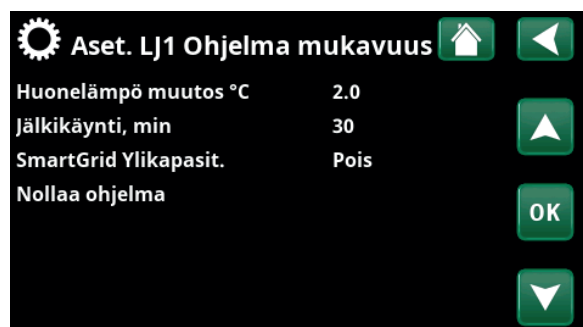 Aset. LJ1 Ohjelma mukavuus
Huonelämpö muutos °C 2.0
Jälkikäynti, min 30
SmartGrid Ylikapasit. Pois
Nollaa ohjelma
OK